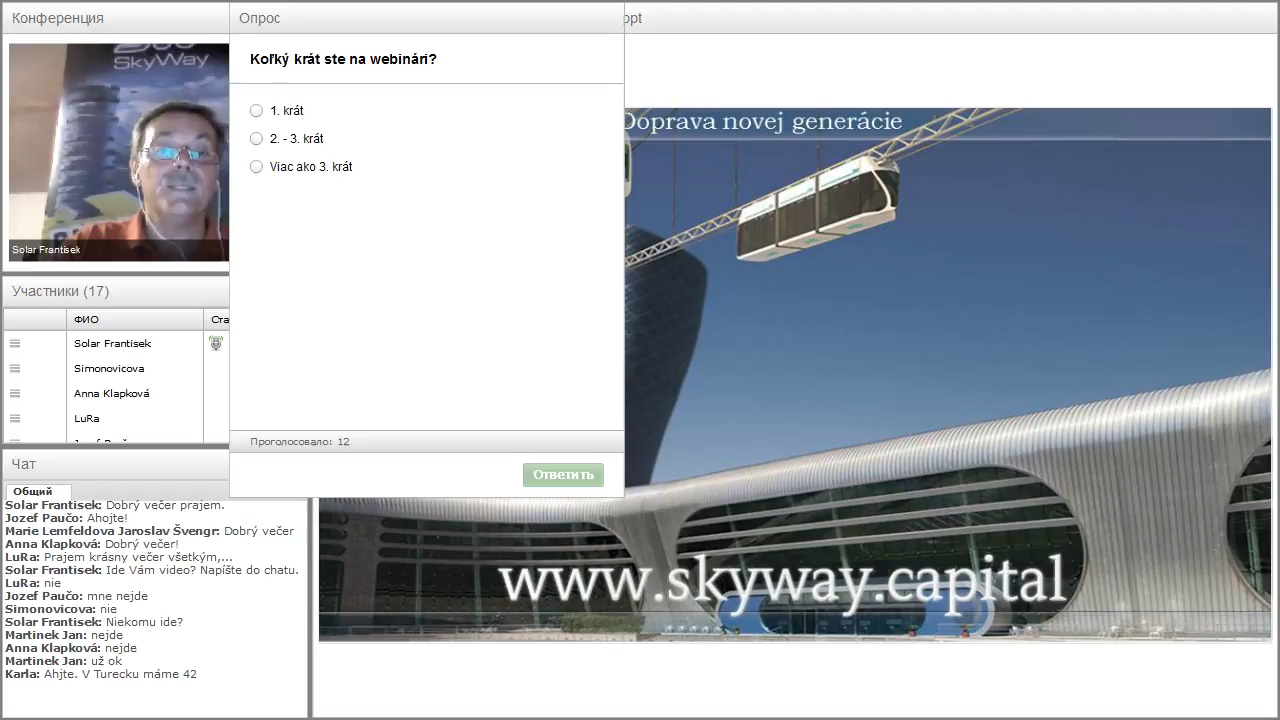 Конференция
SkyWay
Solar Frantisek
Участники (17)
ФИО
Ста
Solar Frantisek
Simonovicova
Anna Klapková
LuRa
Чат
Общий
Solar Frantisek: Dobrý večer prajem.
Jozef Paučo: Ahojte!
Marie Lemfeldova Jaroslav Švengr: Dobrý večer
Anna Klapková: Dobrý večer!
LuRa: Prajem krásny večer všetkým,...
Solar Frantisek: Ide Vám video? Napíšte do chatu.
LuRa: nie
Jozef Paučo: mne nejde
Simonovicova: nie
Solar Frantisek: Niekomu ide?
Martinek Jan: nejde
Anna Klapková: nejde
Martinek Jan: už ok
Karla: Ahjte. V Turecku máme 42
Опрос
Koľký krát ste na webinári?
1. krát
2. - 3. krát
Viac ako 3. krát
Проголосовало: 12
Ответить
ppt
Doprava novej generácie
www.skyway.capital